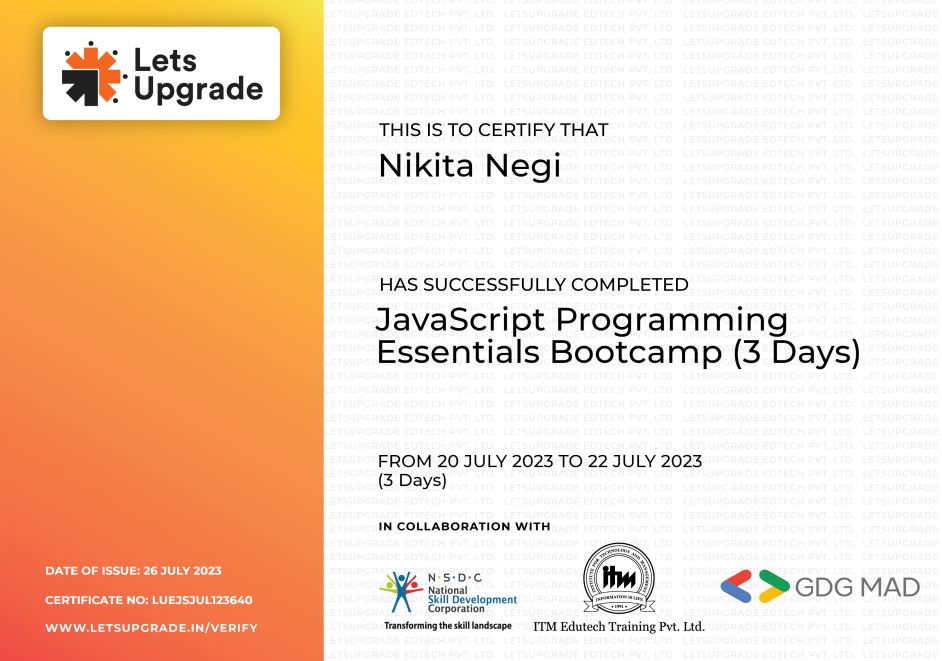 Lets
Upgrade
THIS IS TO CERTIFY THAT
Nikita Negi
HAS SUCCESSFULLY COMPLETED
JavaScript Programming
Essentials Bootcamp (3 Days)
FROM 20 JULY 2023 TO 22 JULY 2023
(3 Days)
IN COLLABORATION WITH
N·S·D·C
National
Skill Development
Corporation
Transforming the skill landscape
INSTITUTE FOR TECHNOLOGY AND MANAGEMENT
itm
INFORMATION IS LIFE
1991
ITM Edutech Training Pvt. Ltd.
GDG MAD
DATE OF ISSUE: 26 JULY 2023
CERTIFICATE NO: LUEJSJUL123640
WWW.LETSUPGRADE.IN/VERIFY
LETSUPGRADE EDTECH PVT. LTD.